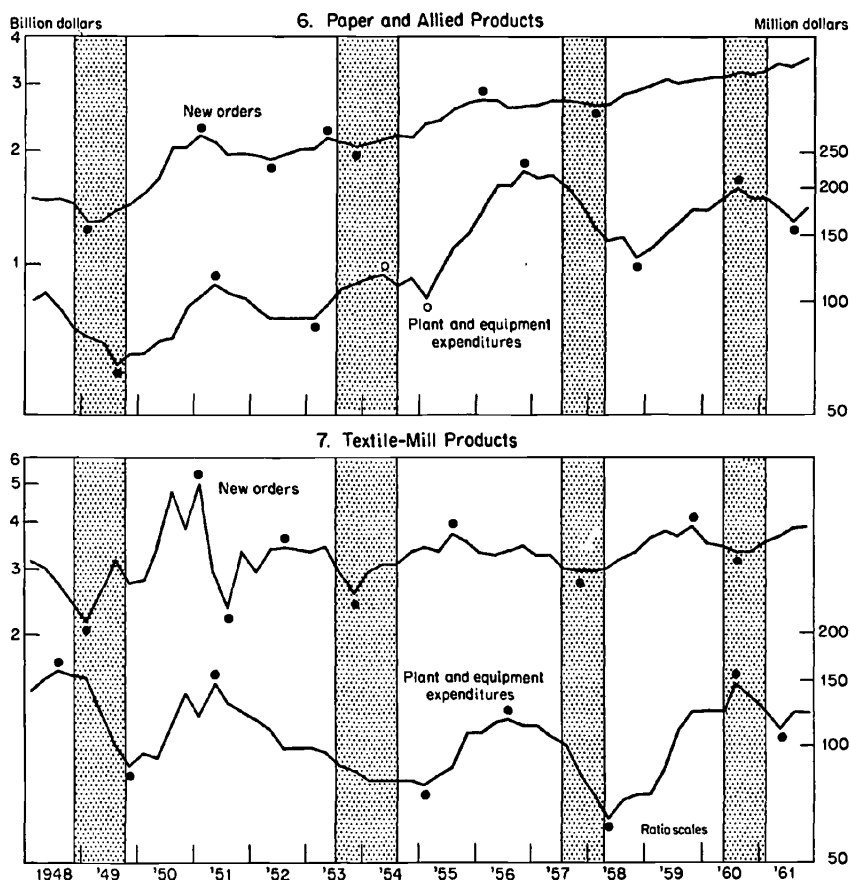 Billion dollars
6. Paper and Allied Products
Million dollars
4
3
2
1
250
200
150
100
50
New orders
Plant and equipment
expenditures
7. Textile-Mill Products
6
5
4
3
2
200
150
100
50
New orders
Plant and equipment
expenditures
Ratio scales
1948 '49 '50 '51 '52 '53 '54 '55 '56 '57 '58 '59 '60 '61